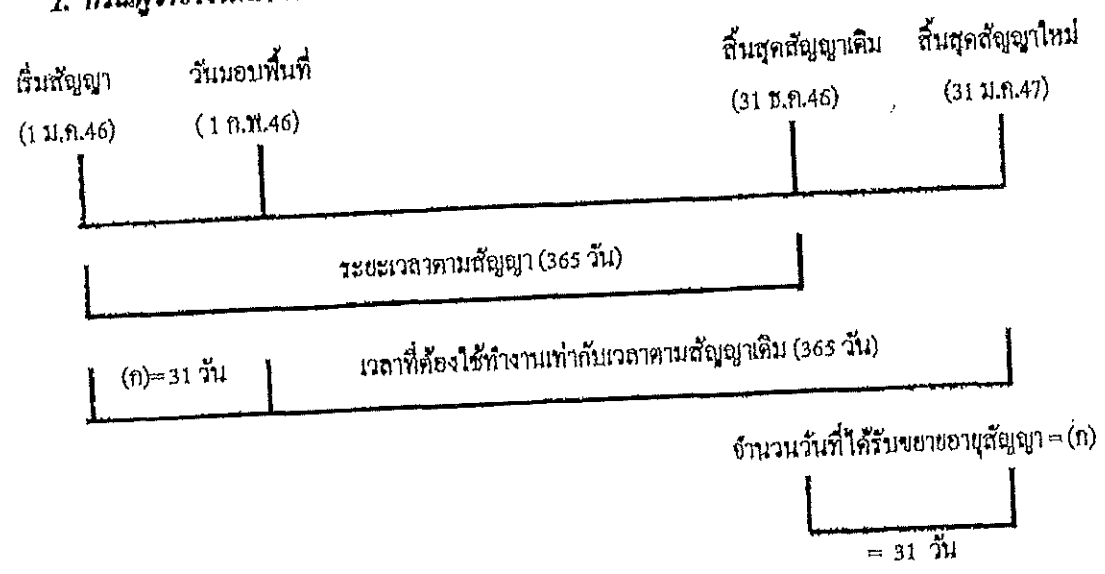 เริ่มสัญญา วันมอบพื้นที่ สิ้นสุดสัญญาเดิม สิ้นสุดสัญญาใหม่
(1 ม.ค.46) (1 ก.พ.46) (31 ธ.ค.46) (31 ม.ค.47)
ระยะเวลาตามสัญญา (365 วัน)
(ก)=31 วัน เวลาที่ต้องใช้ทำงานเท่ากับเวลาตามสัญญาเดิม (365 วัน)
จำนวนวันที่ได้รับขยายอายุสัญญา = (ก)
= 31 วัน